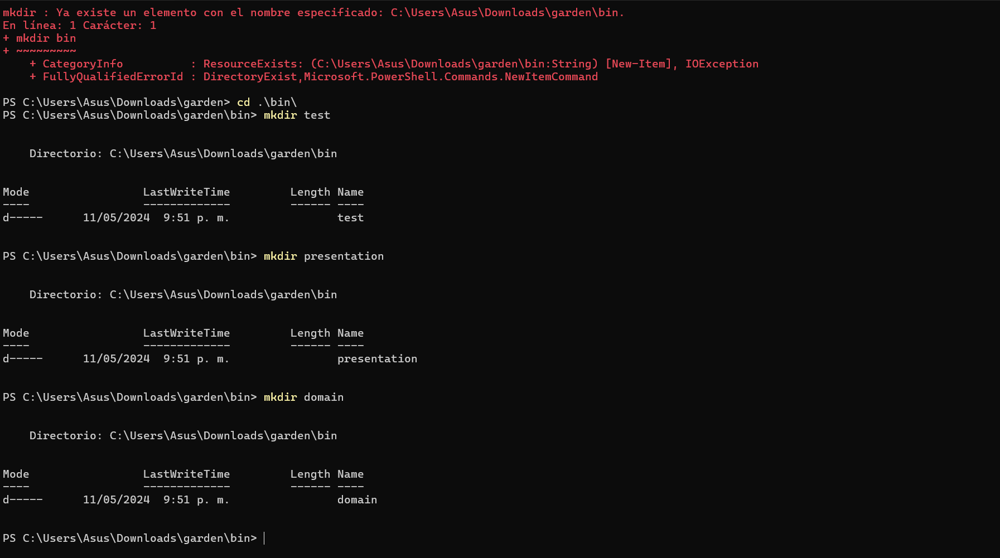 mkdir : Ya existe un elemento con el nombre especificado: C:\Users\Asus\Downloads\garden\bin.
En línea: 1 Carácter: 1
+ mkdir bin
+ ~~~~~~~~~
    + CategoryInfo          : ResourceExists: (C:\Users\Asus\Downloads\garden\bin:String) [New-Item], IOException
    + FullyQualifiedErrorId : DirectoryExist,Microsoft.PowerShell.Commands.NewItemCommand

PS C:\Users\Asus\Downloads\garden> cd .\bin\
PS C:\Users\Asus\Downloads\garden\bin> mkdir test


    Directorio: C:\Users\Asus\Downloads\garden\bin


Mode                 LastWriteTime         Length Name
----                 -------------         ------ ----
d-----      11/05/2024  9:51 p. m.                test


PS C:\Users\Asus\Downloads\garden\bin> mkdir presentation


    Directorio: C:\Users\Asus\Downloads\garden\bin


Mode                 LastWriteTime         Length Name
----                 -------------         ------ ----
d-----      11/05/2024  9:51 p. m.                presentation


PS C:\Users\Asus\Downloads\garden\bin> mkdir domain


    Directorio: C:\Users\Asus\Downloads\garden\bin


Mode                 LastWriteTime         Length Name
----                 -------------         ------ ----
d-----      11/05/2024  9:51 p. m.                domain


PS C:\Users\Asus\Downloads\garden\bin>